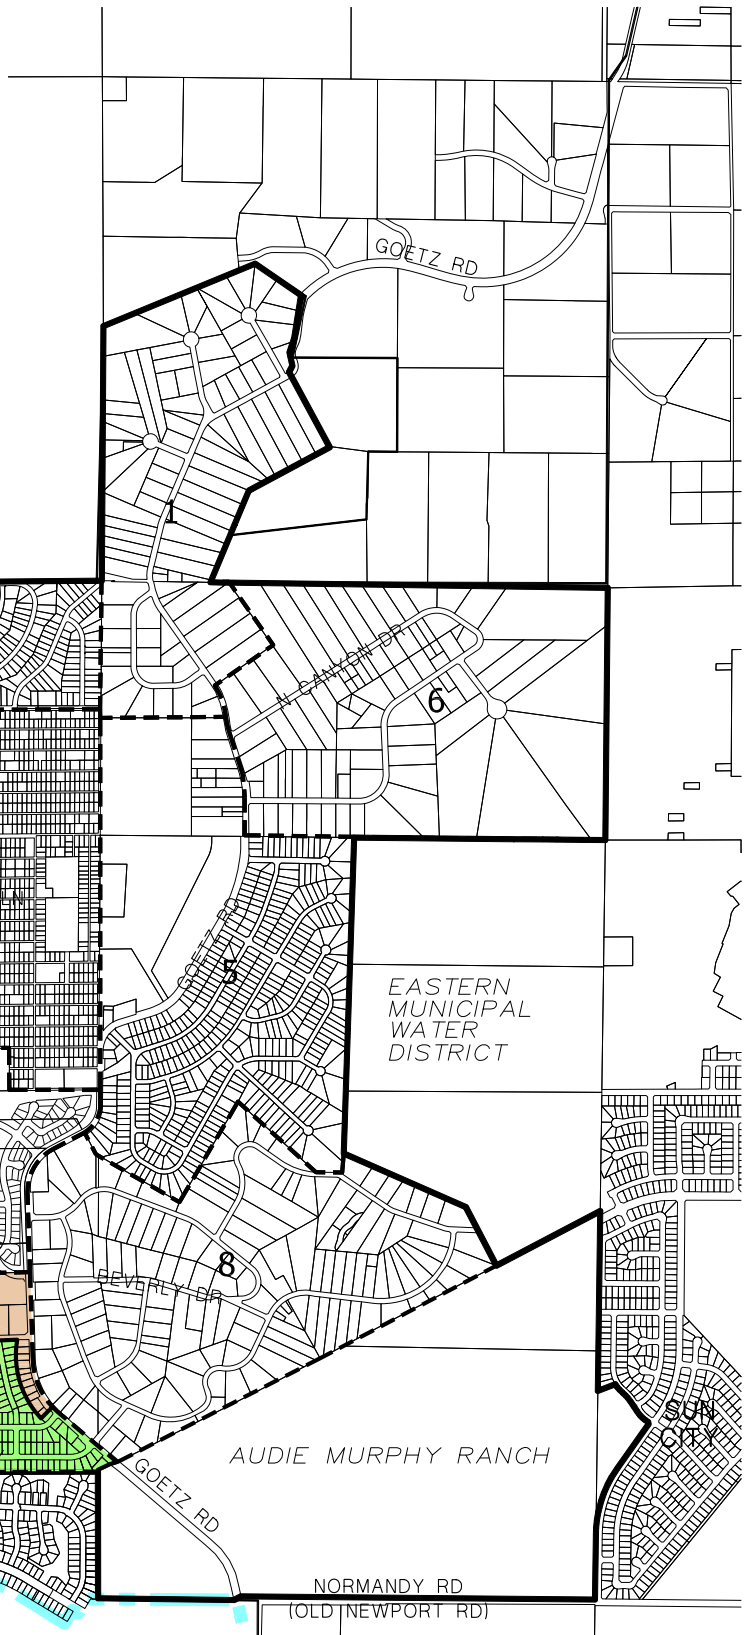 GOETZ RD
1
N CANYON DR
6
LN
GOETZ RD
5
EASTERN
MUNICIPAL
WATER
DISTRICT
8
BEVERLY DR
SUN
CITY
AUDIE MURPHY RANCH
GOETZ RD
NORMANDY RD
(OLD NEWPORT RD)